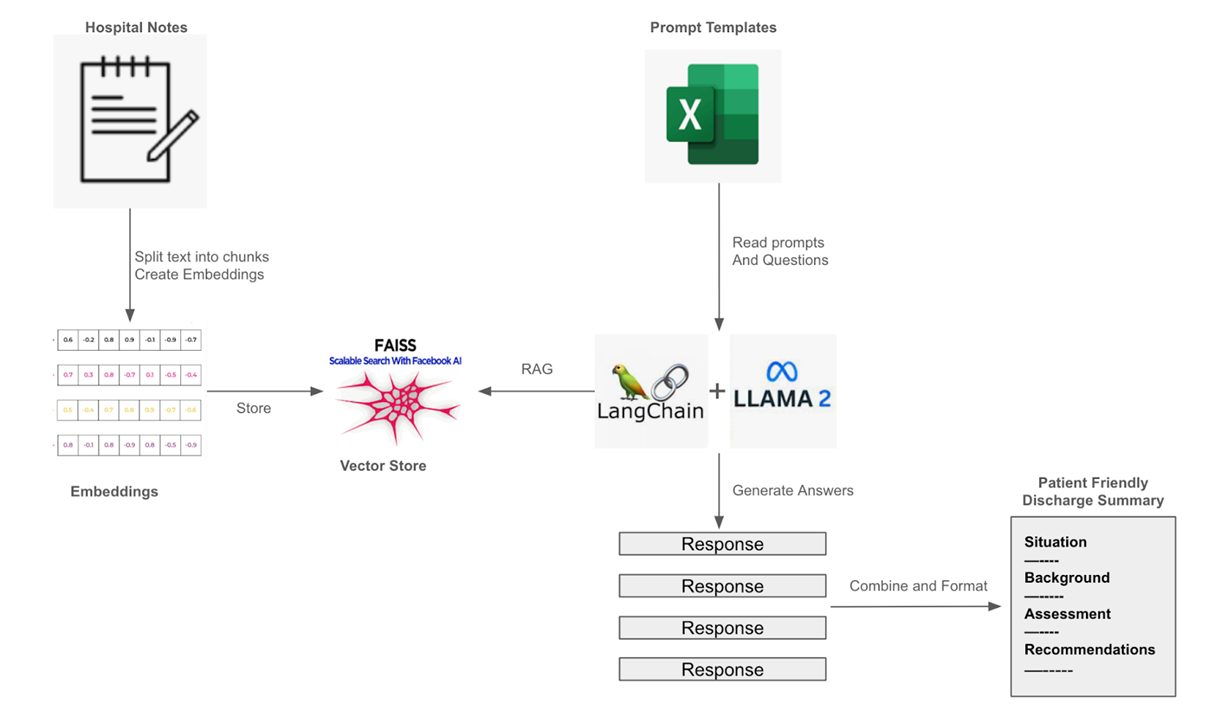 Hospital Notes
Prompt Templates
X
Split text into chunks
Create Embeddings
Read prompts
And Questions
0.6 -0.2 0.8 0.9 -0.1 -0.9 -0.7
0.7 0.3 0.8 -0.7 0.1 -0.5 -0.4
0.5 -0.4 0.7 0.8 0.9 -0.7 -0.6
0.8 -0.1 0.8 -0.9 0.8 -0.5 -0.9
Embeddings
Store
FAISS
Scalable Search With Facebook AI
Vector Store
RAG
LangChain
+
LLAMA 2
Generate Answers
Response
Response
Response
Response
Combine and Format
Patient Friendly
Discharge Summary
Situation
Background
Assessment
Recommendations